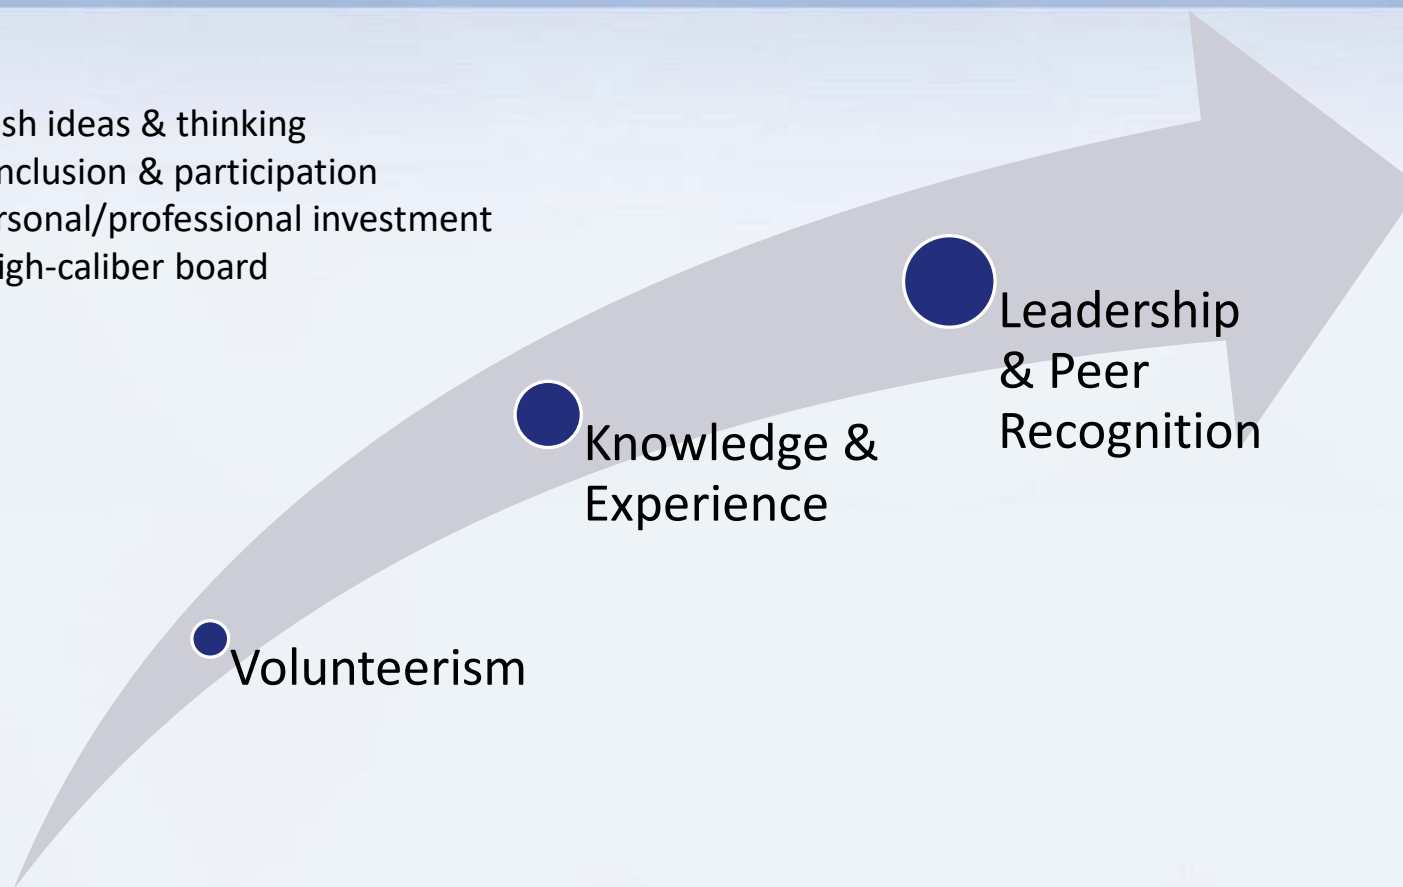 sh ideas & thinking
nclusion & participation
rsonal/professional investment
igh-caliber board
Leadership
& Peer
Recognition
Knowledge &
Experience
Volunteerism